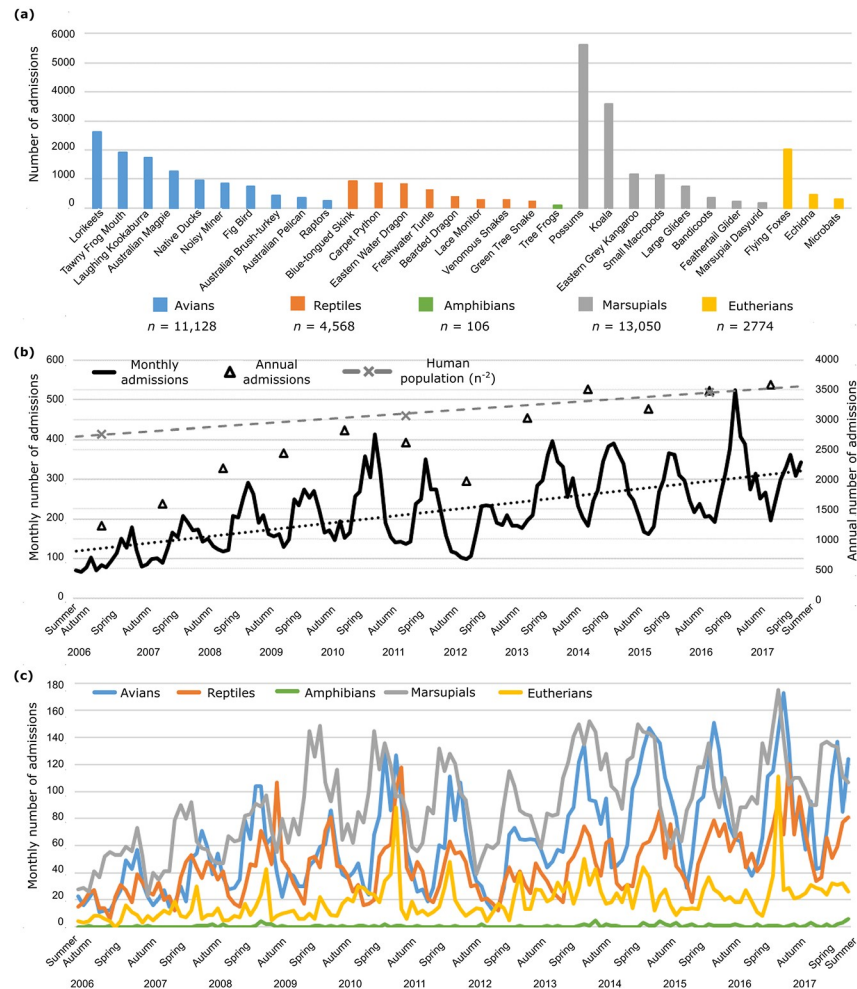 (a)
Number of admissions
6000
5000
4000
3000
2000
1000
0
Lorikeets
Tawny Frog Mouth
Laughing Kookaburra
Australian Magpie
Native Ducks
Noisy Miner
Fig Bird
Australian Brush-turkey
Australian Pelican
Raptors
Blue-tongued Skink
Carpet Python
Eastern Water Dragon
Freshwater Turtle
Bearded Dragon
Lace Monitor
Venomous Snakes
Green Tree Snake
Tree Frogs
Possums
Koala
Eastern Grey Kangaroo
Small Macropods
Large Gliders
Bandicoots
Feathertail Glider
Marsupial Dasyurid
Flying Foxes
Echidna
Microbats
Avians Reptiles Amphibians Marsupials Eutherians
n = 11,128 n = 4,568 n = 106 n = 13,050 n = 2774
(b)
Monthly number of admissions
600
500
400
300
200
100
0
Monthly admissions
Annual admissions
Human population (n-2)
4000
3500
3000
2500
2000
1500
1000
500
0
Annual number of admissions
Summer Autumn Spring Autumn Spring Autumn Spring Autumn Spring Autumn Spring Autumn Spring Autumn Spring Autumn Spring Autumn Spring Autumn Spring Autumn Spring Autumn Spring Summer
2006 2007 2008 2009 2010 2011 2012 2013 2014 2015 2016 2017
(c)
Monthly number of admissions
180
160
140
120
100
80
60
40
20
0
Avians Reptiles Amphibians Marsupials Eutherians
Summer Autumn Spring Autumn Spring Autumn Spring Autumn Spring Autumn Spring Autumn Spring Autumn Spring Autumn Spring Autumn Spring Autumn Spring Autumn Spring Autumn Spring Summer
2006 2007 2008 2009 2010 2011 2012 2013 2014 2015 2016 2017